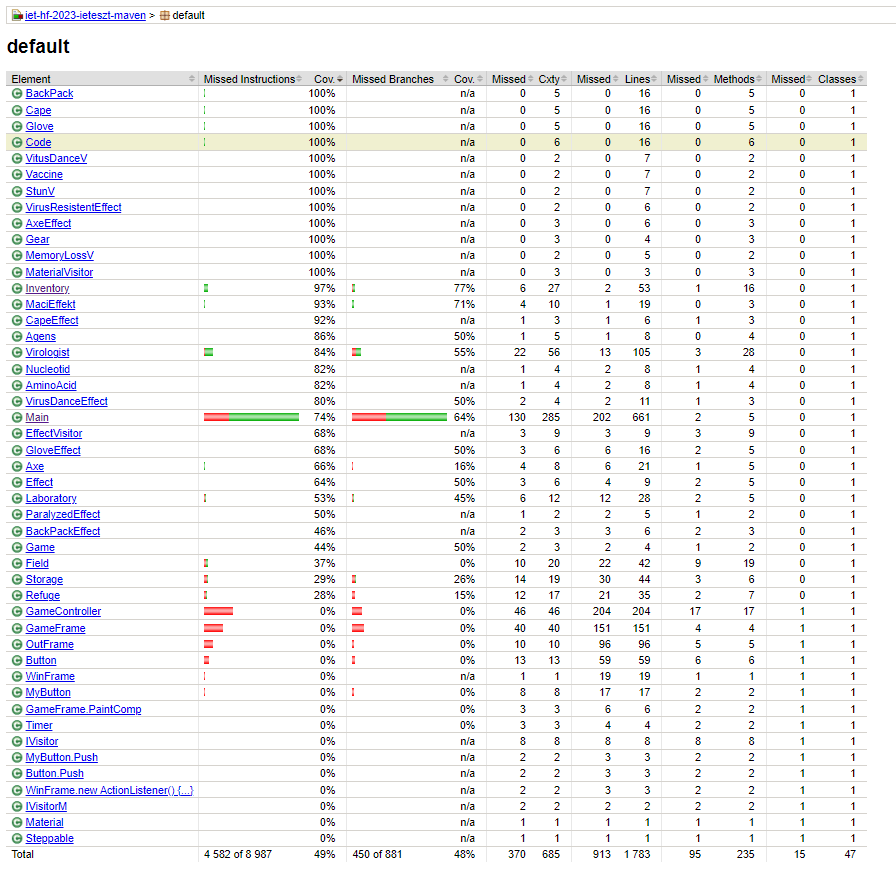 iet-hf-2023-ieteszt-maven > default
default
Element Missed Instructions Cov. Missed Branches Cov. Missed Cxty Missed Lines Missed Methods Missed Classes
BackPack 100% n/a 0 5 0 16 0 5 0 1
Cape 100% n/a 0 5 0 16 0 5 0 1
Glove 100% n/a 0 5 0 16 0 5 0 1
Code 100% n/a 0 6 0 16 0 6 0 1
VitusDanceV 100% n/a 0 2 0 7 0 2 0 1
Vaccine 100% n/a 0 2 0 7 0 2 0 1
StunV 100% n/a 0 2 0 7 0 2 0 1
VirusResistentEffect 100% n/a 0 2 0 6 0 2 0 1
AxeEffect 100% n/a 0 3 0 6 0 3 0 1
Gear 100% n/a 0 3 0 4 0 3 0 1
MemoryLossV 100% n/a 0 2 0 5 0 2 0 1
MaterialVisitor 100% n/a 0 3 0 3 0 3 0 1
Inventory 97% 77% 6 27 2 53 1 16 0 1
MaciEffekt 93% 71% 4 10 1 19 0 3 0 1
CapeEffect 92% n/a 1 3 1 6 1 3 0 1
Agens 86% 50% 1 5 1 8 0 4 0 1
Virologist 84% 55% 22 56 13 105 3 28 0 1
Nucleotid 82% n/a 1 4 2 8 1 4 0 1
AminoAcid 82% n/a 1 4 2 8 1 4 0 1
VirusDanceEffect 80% 50% 2 4 2 11 1 3 0 1
Main 74% 64% 130 285 202 661 2 5 0 1
EffectVisitor 68% n/a 3 9 3 9 3 9 0 1
GloveEffect 68% 50% 3 6 6 16 2 5 0 1
Axe 66% 16% 4 8 6 21 1 5 0 1
Effect 64% 50% 3 6 4 9 2 5 0 1
Laboratory 53% 45% 6 12 12 28 2 5 0 1
ParalyzedEffect 50% n/a 1 2 2 5 1 2 0 1
BackPackEffect 46% n/a 2 3 3 6 2 3 0 1
Game 44% 50% 2 3 2 4 1 2 0 1
Field 37% 0% 10 20 22 42 9 19 0 1
Storage 29% 26% 14 19 30 44 3 6 0 1
Refuge 28% 15% 12 17 21 35 2 7 0 1
GameController 0% 0% 46 46 204 204 17 17 1 1
GameFrame 0% 0% 40 40 151 151 4 4 1 1
OutFrame 0% 0% 10 10 96 96 5 5 1 1
Button 0% 0% 13 13 59 59 6 6 1 1
WinFrame 0% n/a 1 1 19 19 1 1 1 1
MyButton 0% 0% 8 8 17 17 2 2 1 1
GameFrame.PaintComp 0% n/a 3 3 6 6 2 2 1 1
Timer 0% n/a 3 3 4 4 2 2 1 1
IVisitor 0% n/a 8 8 8 8 8 8 1 1
MyButton.Push 0% n/a 2 2 3 3 2 2 1 1
Button.Push 0% n/a 2 2 3 3 2 2 1 1
WinFrame.new ActionListener() {...} 0% n/a 2 2 3 3 2 2 1 1
IVisitorM 0% n/a 2 2 2 2 2 2 1 1
Material 0% n/a 1 1 1 1 1 1 1 1
Steppable 0% n/a 1 1 1 1 1 1 1 1
Total 4 582 of 8 987 49% 450 of 881 48% 370 685 913 1 783 95 235 15 47